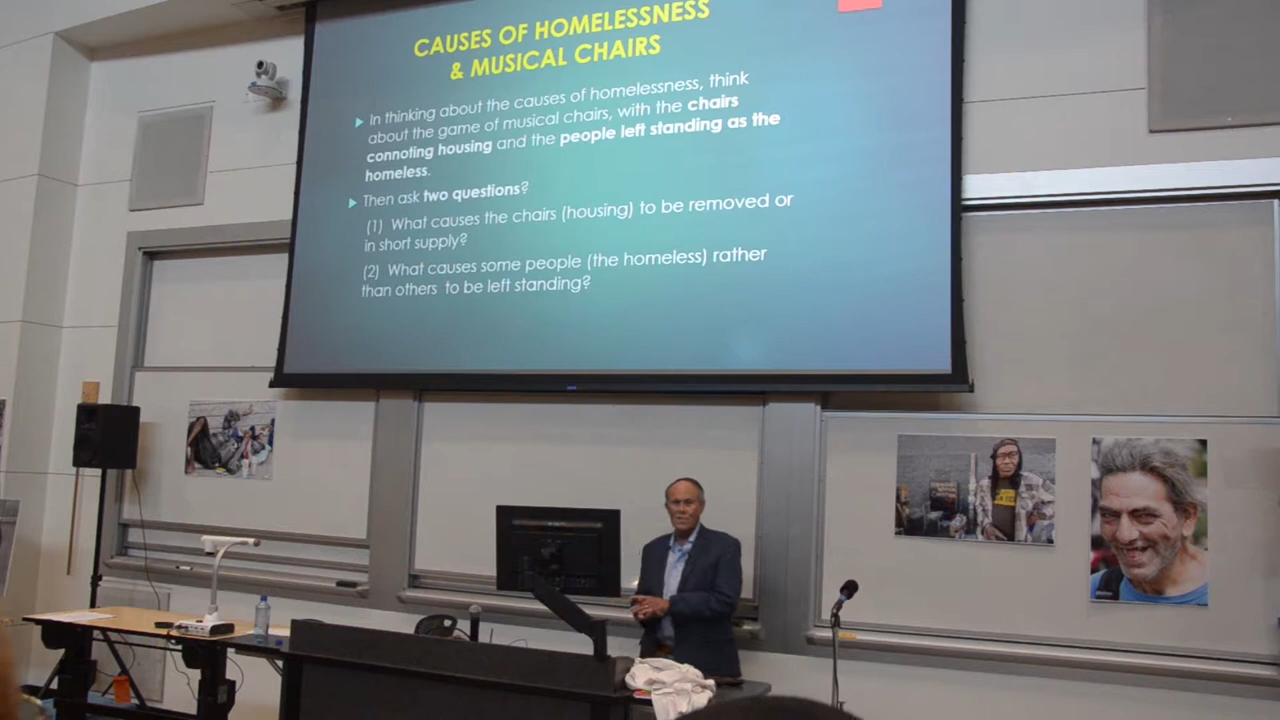 CAUSES OF HOMELESSNESS
& MUSICAL CHAIRS
In thinking about the causes of homelessness, think
about the game of musical chairs, with the chairs
connoting housing and the people left standing as the
homeless.
Then ask two questions?
(1) What causes the chairs (housing) to be removed or
in short supply?
(2) What causes some people (the homeless) rather
than others to be left standing?